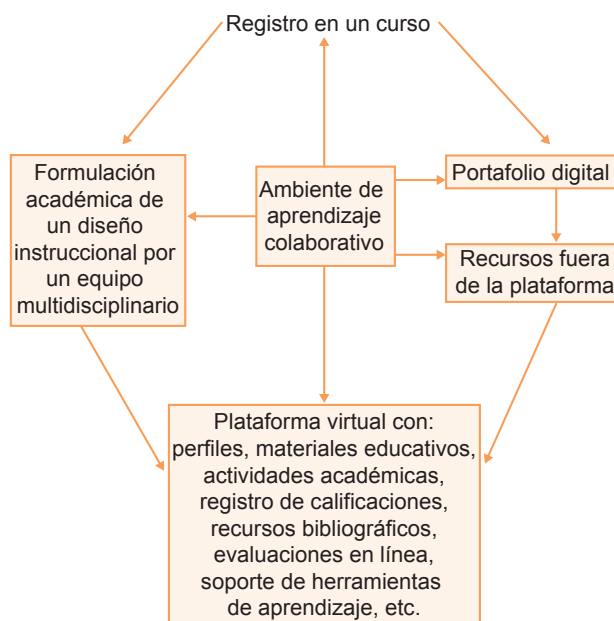 Registro en un curso
Formulación
académica de
un diseño
instruccional por
un equipo
multidisciplinario
Ambiente de
aprendizaje
colaborativo
Portafolio digital
Recursos fuera
de la plataforma
Plataforma virtual con:
perfiles, materiales educativos,
actividades académicas,
registro de calificaciones,
recursos bibliográficos,
evaluaciones en línea,
soporte de herramientas
de aprendizaje, etc.